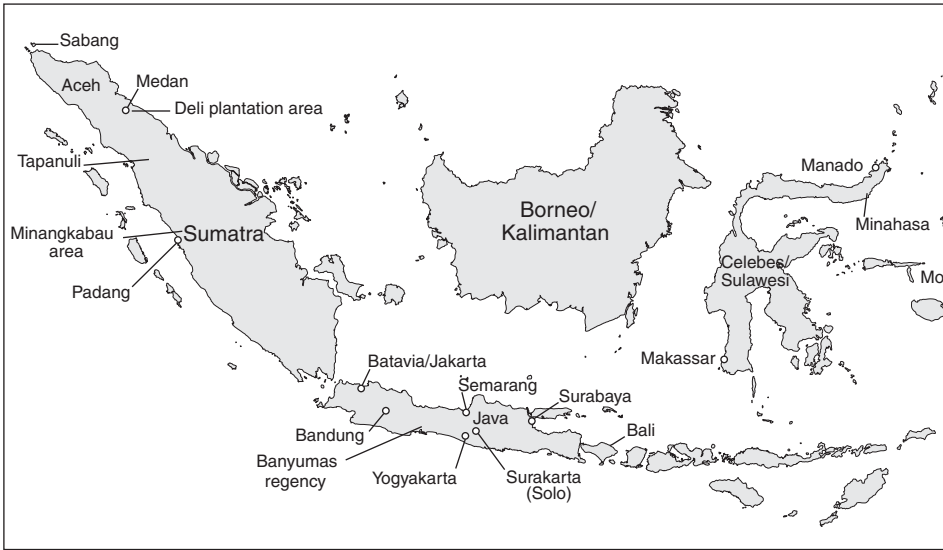 Sabang
Aceh
Medan
Deli plantation area
Tapanuli
Manado
Borneo/
Kalimantan
Minahasa
Minangkabau
area
Sumatra
Celebes/
Sulawesi
Mo
Padang
Makassar
Batavia/Jakarta
Semarang
Surabaya
Java
Bandung
Bali
Banyumas
regency
Yogyakarta
Surakarta
(Solo)